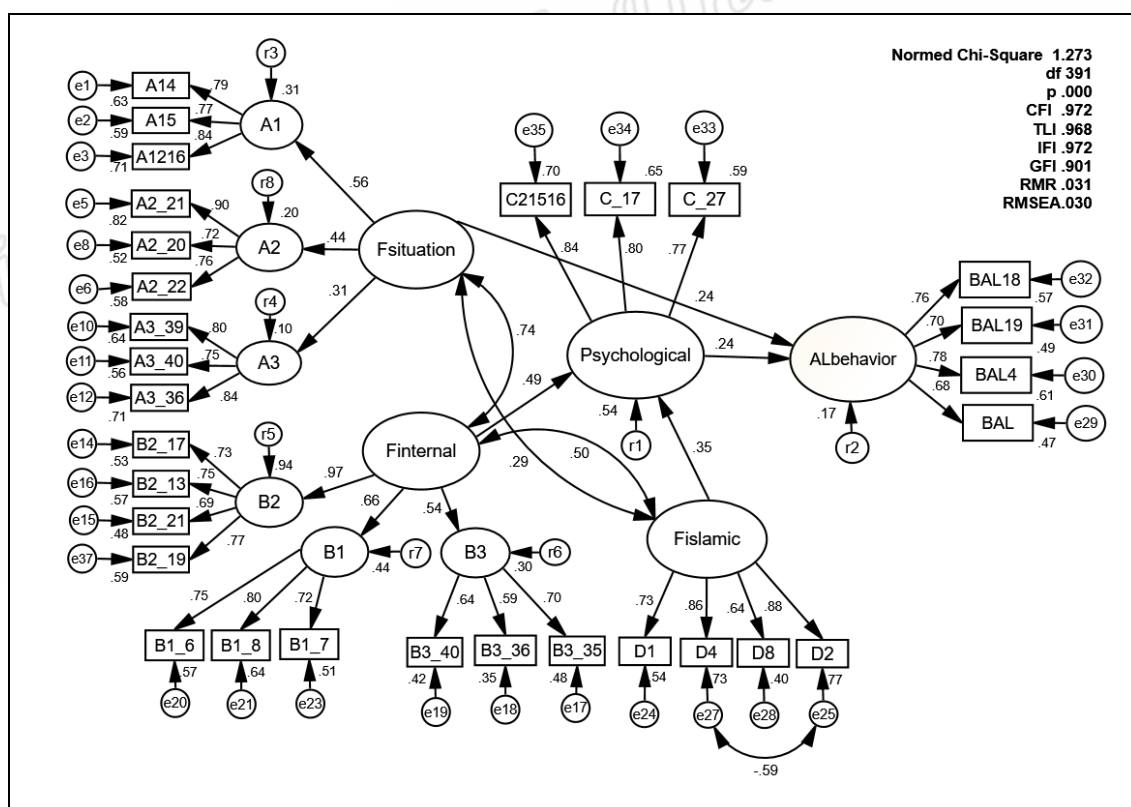 Normed Chi-Square 1.273
df 391
p .000
CFI .972
TLI .968
IFI .972
GFI .901
RMR .031
RMSEA.030
r3
.31
e1
A14
.79
.63
e2
A15
.77
.59
e3
A1216
.84
.71
A1
.56
r8
.20
e5
A2_21
.90
.82
e8
A2_20
.72
.52
e6
A2_22
.76
.58
A2
.44
Fsituation
.31
r4
.10
e10
A3_39
.80
.64
e11
A3_40
.75
.56
e12
A3_36
.84
.71
A3
e35
e34
e33
.70
.65
.59
C21516
C_17
C_27
.84
.80
.77
.24
.74
Psychological
.24
.54
r1
.49
ALbehavior
.17
r2
.76
BAL18
.57
e32
.70
BAL19
.49
e31
.78
BAL4
.61
e30
.68
BAL
.47
e29
Finternal
.29
.50
.35
r5
.94
e14
B2_17
.73
.53
e16
B2_13
.75
.57
e15
B2_21
.69
.48
e37
B2_19
.77
.59
B2
.97
.66
.54
B1
r7
.44
B3
r6
.30
Fislamic
.75
.80
.72
.64
.59
.70
.73
.86
.64
.88
B1_6
B1_8
B1_7
B3_40
B3_36
B3_35
D1
D4
D8
D2
.57
.64
.51
.42
.35
.48
.54
.73
.40
.77
e20
e21
e23
e19
e18
e17
e24
e27
e28
e25
-.59